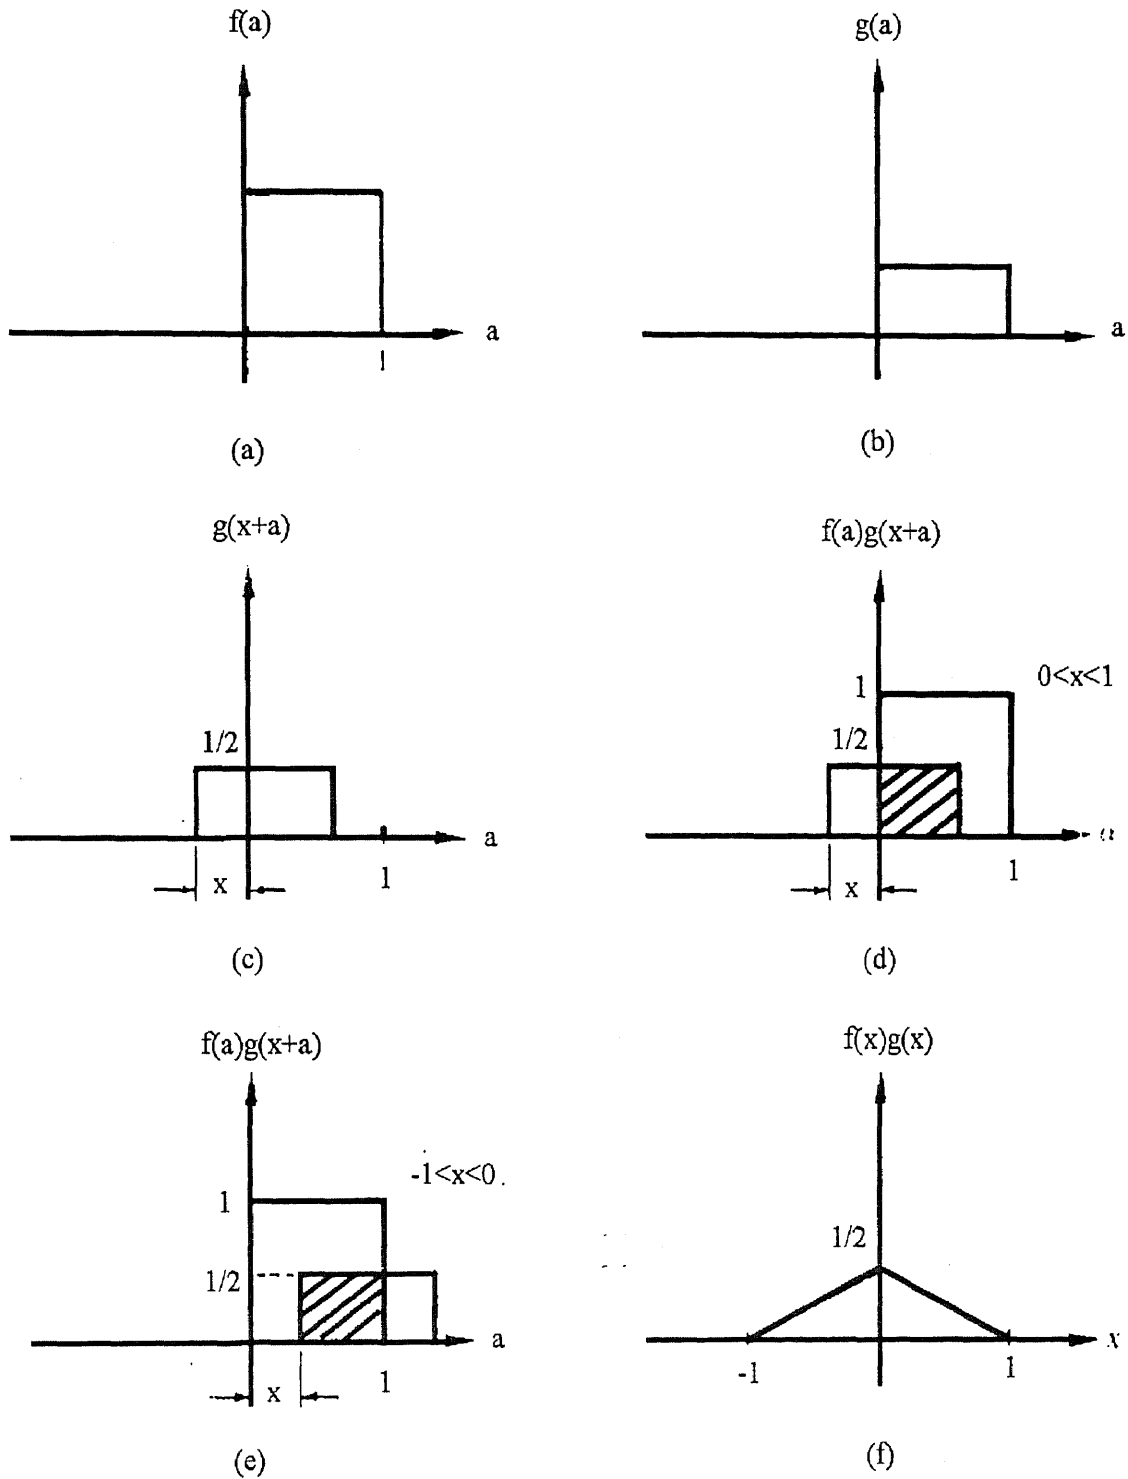 f(a)
a
1
(a)
g(a)
a
(b)
g(x+a)
1/2
a
1
x
(c)
f(a)g(x+a)
0<x<1
1
1/2
a
1
x
(d)
f(a)g(x+a)
-1<x<0
1
1/2
a
1
x
(e)
f(x)g(x)
1/2
x
-1
1
(f)